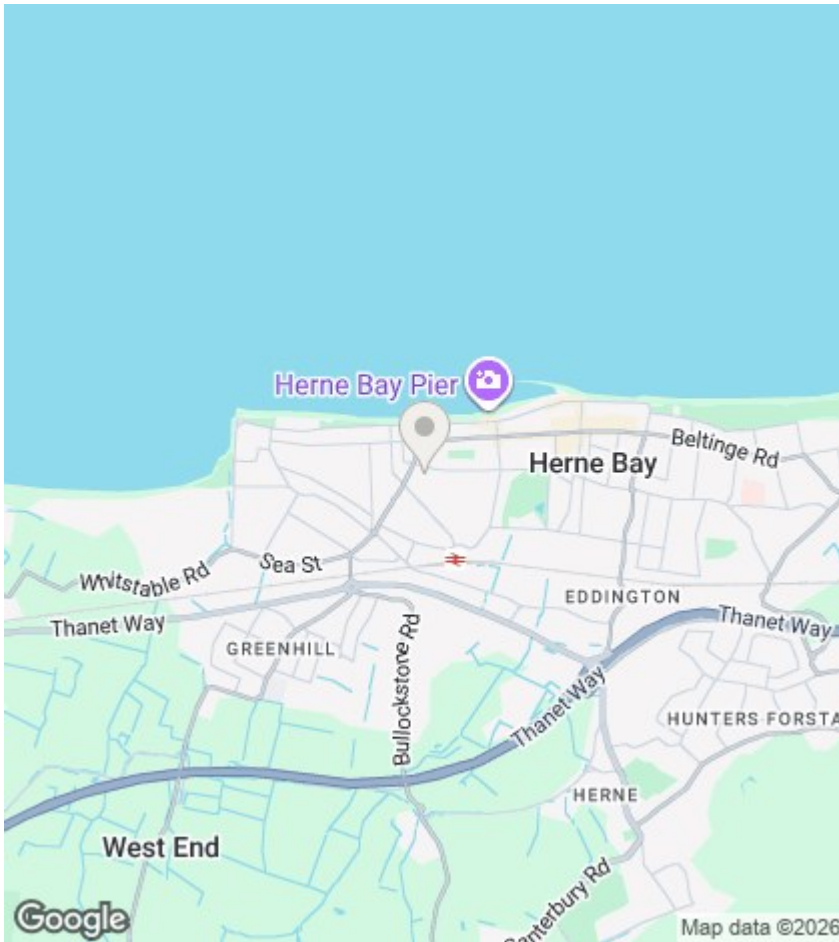 Herne Bay Pier
Beltinge Rd
Herne Bay
Sea St
Whitstable Rd
EDDINGTON
Thanet Way
Thanet Way
GREENHILL
Bullockstone Rd
Thanet Way
HUNTERS FORSTA
HERNE
West End
Canterbury Rd
Google
Map data ©2026